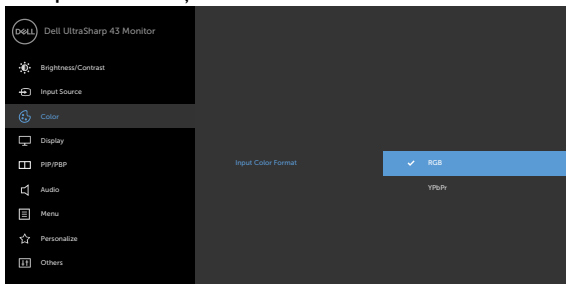 DELL Dell UltraSharp 43 Monitor
Brightness/Contrast
Input Source
Color
Display
PIP/PBP
Input Color Format
RGB
YPbPr
Audio
Menu
Personalize
Others